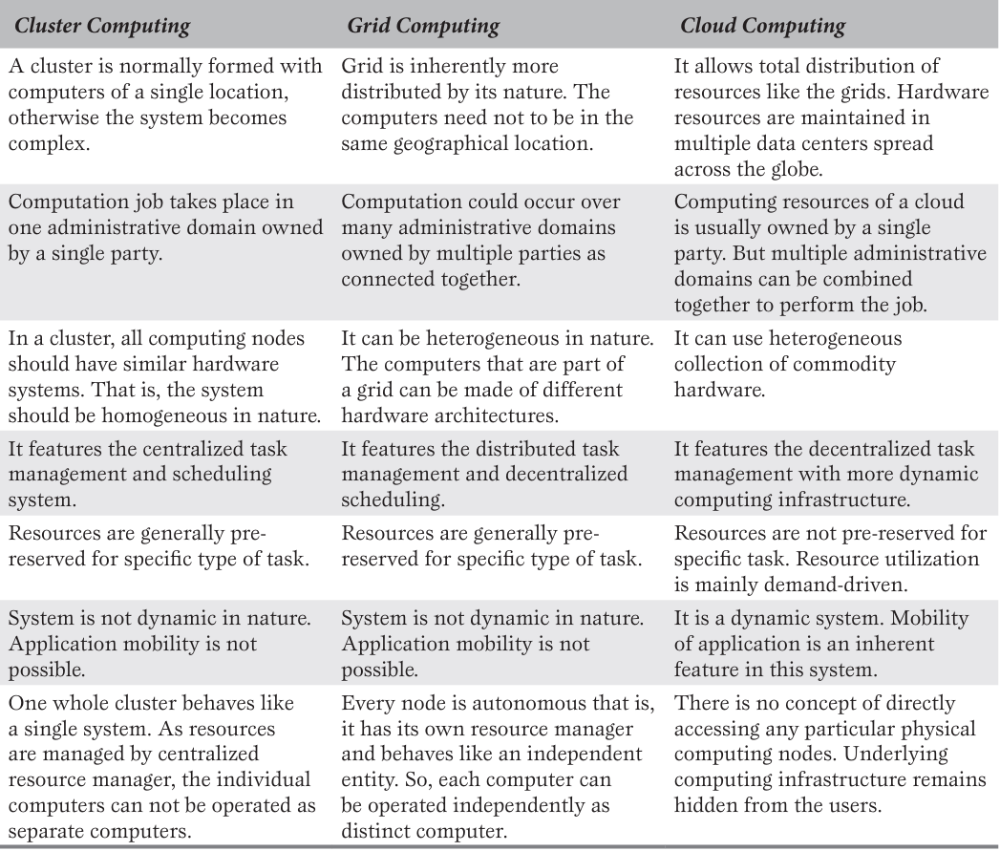 Cluster Computing
Grid Computing
Cloud Computing
A cluster is normally formed with
computers of a single location,
otherwise the system becomes
complex.
Grid is inherently more
distributed by its nature. The
computers need not to be in the
same geographical location.
It allows total distribution of
resources like the grids. Hardware
resources are maintained in
multiple data centers spread
across the globe.
Computation job takes place in
one administrative domain owned
by a single party.
Computation could occur over
many administrative domains
owned by multiple parties as
connected together.
Computing resources of a cloud
is usually owned by a single
party. But multiple administrative
domains can be combined
together to perform the job.
In a cluster, all computing nodes
should have similar hardware
systems. That is, the system
should be homogeneous in nature.
It can be heterogeneous in nature.
The computers that are part of
a grid can be made of different
hardware architectures.
It can use heterogeneous
collection of commodity
hardware.
It features the centralized task
management and scheduling
system.
It features the distributed task
management and decentralized
scheduling.
It features the decentralized task
management with more dynamic
computing infrastructure.
Resources are generally pre-
reserved for specific type of task.
Resources are generally pre-
reserved for specific type of task.
Resources are not pre-reserved for
specific task. Resource utilization
is mainly demand-driven.
System is not dynamic in nature.
Application mobility is not
possible.
System is not dynamic in nature.
Application mobility is not
possible.
It is a dynamic system. Mobility
of application is an inherent
feature in this system.
One whole cluster behaves like
a single system. As resources
are managed by centralized
resource manager, the individual
computers can not be operated as
separate computers.
Every node is autonomous that is,
it has its own resource manager
and behaves like an independent
entity. So, each computer can
be operated independently as
distinct computer.
There is no concept of directly
accessing any particular physical
computing nodes. Underlying
computing infrastructure remains
hidden from the users.